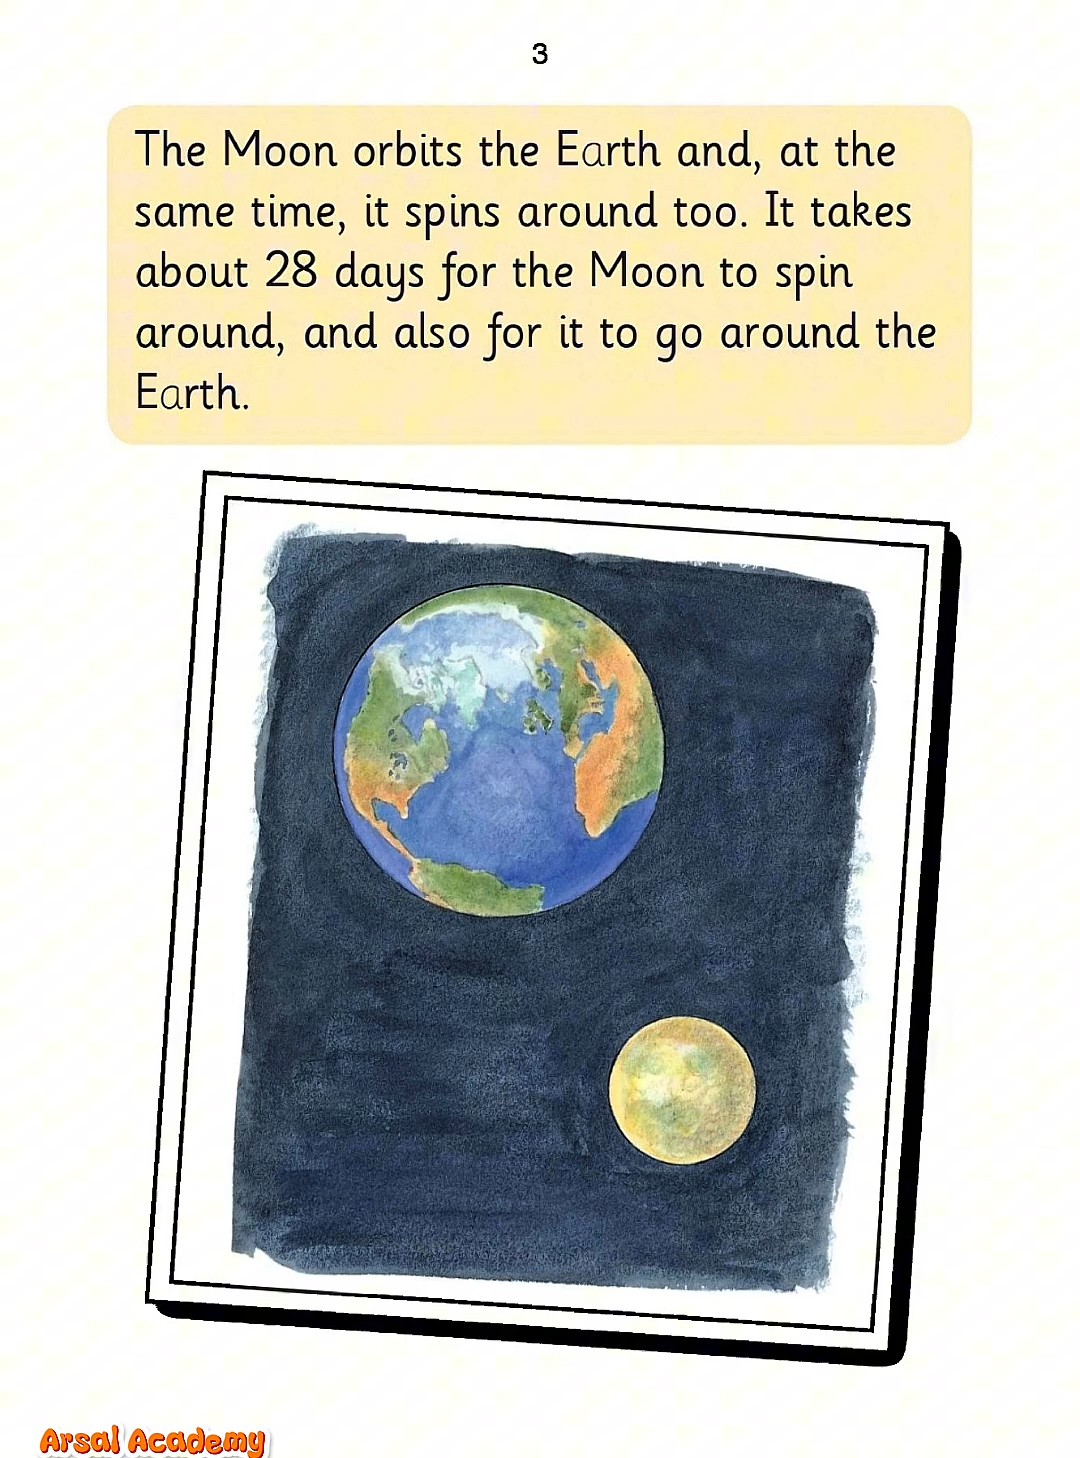 3
The Moon orbits the Earth and, at the
same time, it spins around too. It takes
about 28 days for the Moon to spin
around, and also for it to go around the
Earth.
Arsal Academy